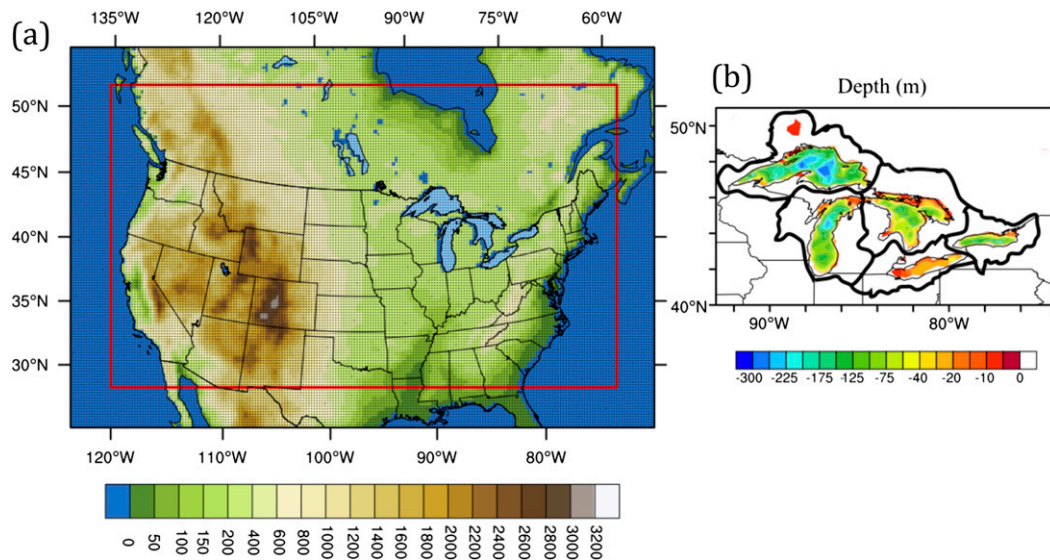 135°W 120°W 105°W 90°W 75°W 60°W
(a)
50°N
45°N
40°N
35°N
30°N
120°W 110°W 100°W 90°W 80°W
0 50 100 150 200 400 600 800 1000 1200 1400 1600 1800 2000 2200 2400 2600 2800 3000 3200
(b)
Depth (m)
50°N
40°N
90°W 80°W
-300 -225 -175 -125 -75 -40 -20 -10 0